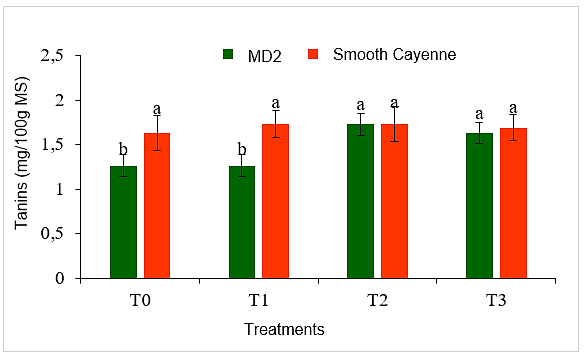 2,5
MD2 Smooth Cayenne
2
a a a a a a
1,5
b b
1
0,5
0
Tanins (mg/100g MS)
T0 T1 T2 T3
Treatments